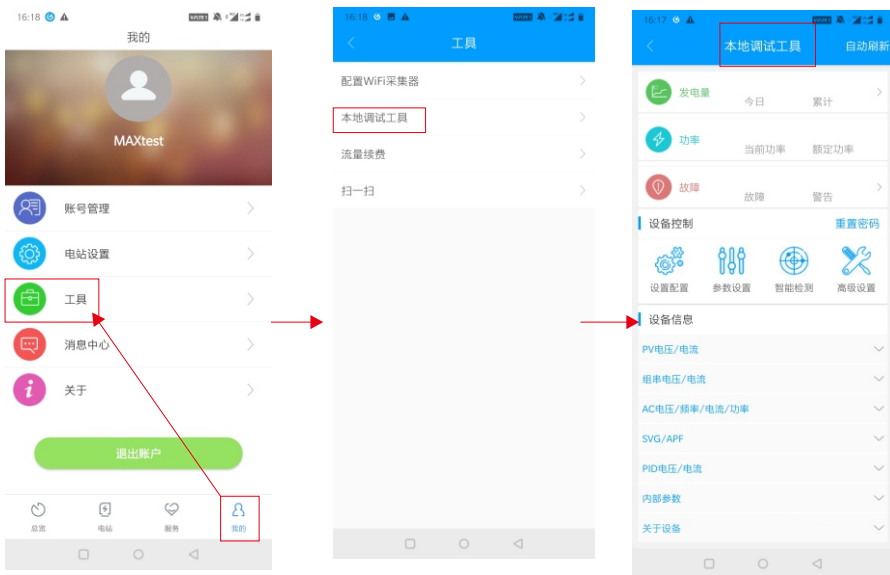 16:18
我的
MAXtest
账号管理
电站设置
工具
消息中心
关于
退出账户
总览
电站
服务
我的
16:18
工具
配置WiFi采集器
本地调试工具
流量续费
扫一扫
16:17
本地调试工具
自动刷新
发电量
今日
累计
功率
当前功率
额定功率
故障
故障
警告
设备控制
重置密码
设置配置
参数设置
智能检测
高级设置
设备信息
PV电压/电流
组串电压/电流
AC电压/频率/电流/功率
SVG/APF
PID电压/电流
内部参数
关于设备